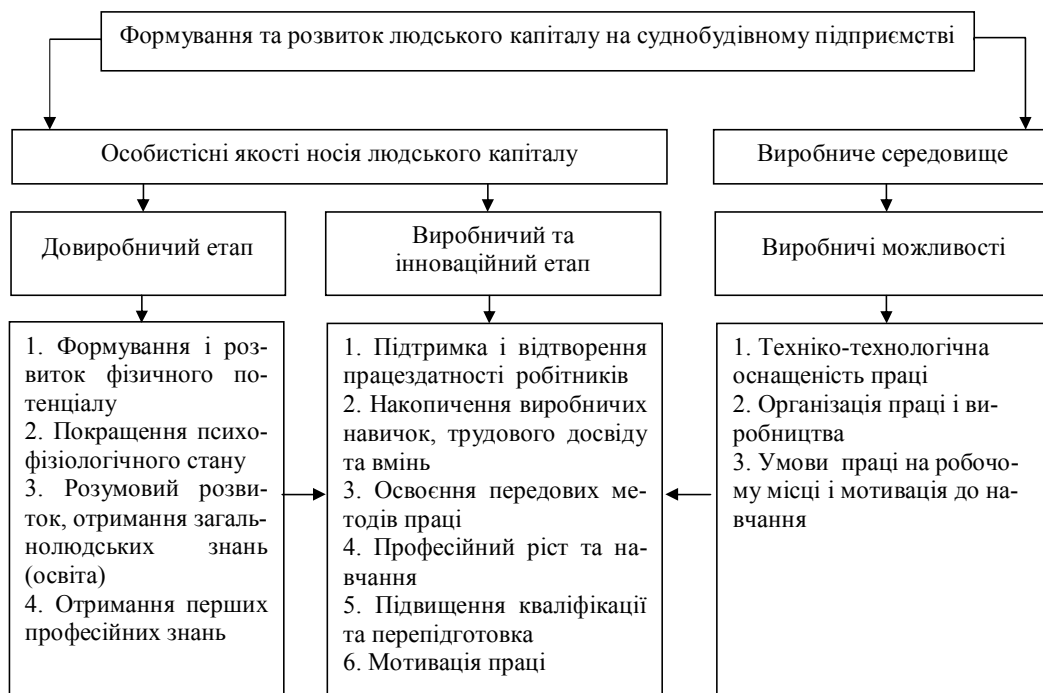 Формування та розвиток людського капіталу на суднобудівному підприємстві
Особистісні якості носія людського капіталу
Виробниче середовище
Довиробничий етап
Виробничий та
інноваційний етап
Виробничі можливості
1. Формування і роз-
виток фізичного по-
тенціалу
2. Покращення психо-
фізіологічного стану
3. Розумовий розви-
ток, отримання загаль-
нолюдських знань
(освіта)
4. Отримання перших
професійних знань
1. Підтримка і відтворення
працездатності робітників
2. Накопичення виробничих
навичок, трудового досвіду
та вмінь
3. Освоєння передових ме-
тодів праці
4. Професійний ріст та на-
вчання
5. Підвищення кваліфікації
та перепідготовка
6. Мотивація праці
1. Техніко-технологічна
оснащеність праці
2. Організація праці і ви-
робництва
3. Умови праці на робочо-
му місці і мотивація до на-
вчання